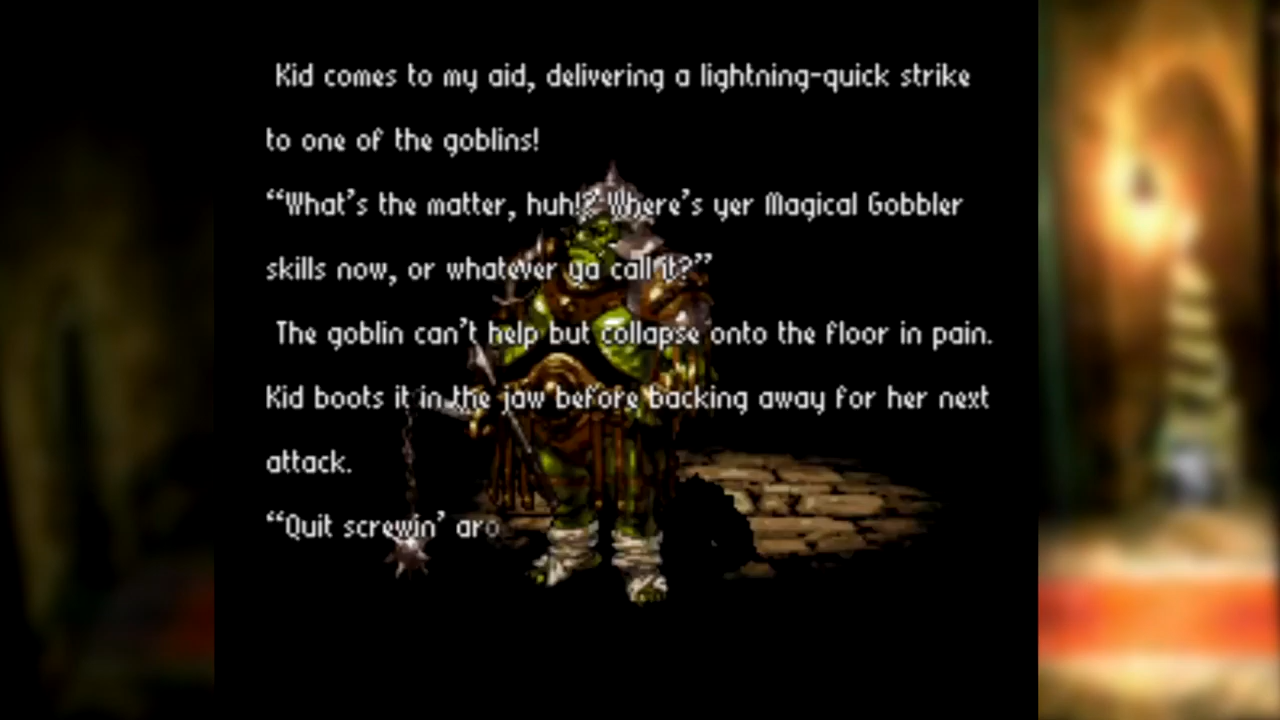 Kid comes to my aid, delivering a lightning-quick strike
to one of the goblins!
“What’s the matter, huh!? Where’s yer Magical Gobbler
skills now, or whatever ya call it?”
The goblin can’t help but collapse onto the floor in pain.
Kid boots it in the jaw before backing away for her next
attack.
“Quit screwin’ aro